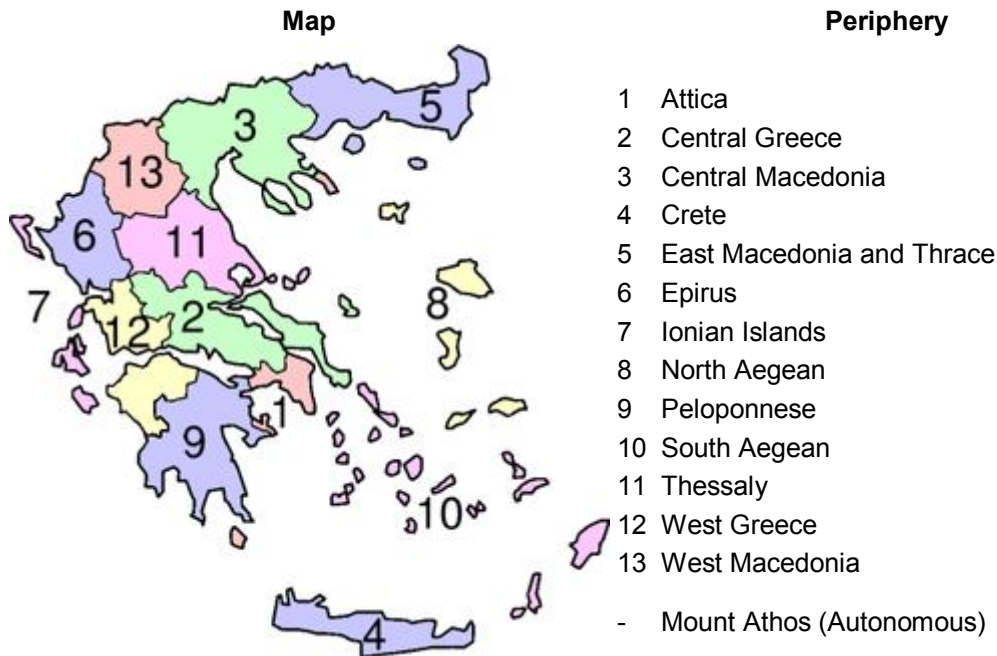 Map Periphery
1 Attica
2 Central Greece
3 Central Macedonia
4 Crete
5 East Macedonia and Thrace
6 Epirus
7 Ionian Islands
8 North Aegean
9 Peloponnese
10 South Aegean
11 Thessaly
12 West Greece
13 West Macedonia
- Mount Athos (Autonomous)
5
3
13
6
11
7
8
2
12
1
9
10
4